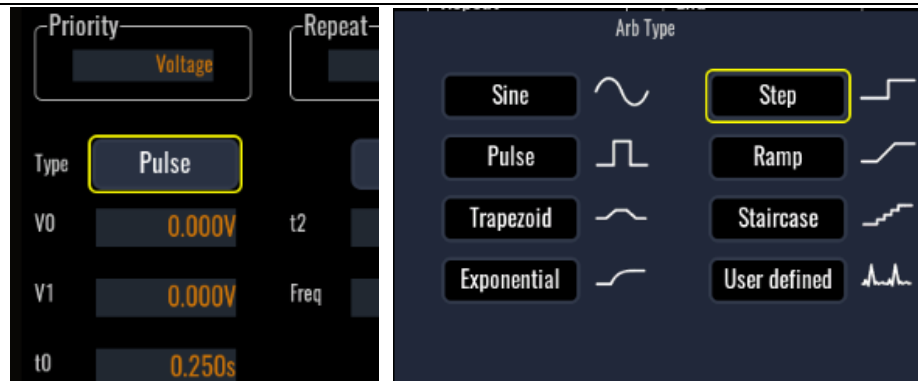 Priority
Repeat
Voltage
Type
Pulse
V0
0.000V
t2
V1
0.000V
Freq
t0
0.250s
Arb Type
Sine
Step
Pulse
Ramp
Trapezoid
Staircase
Exponential
User defined